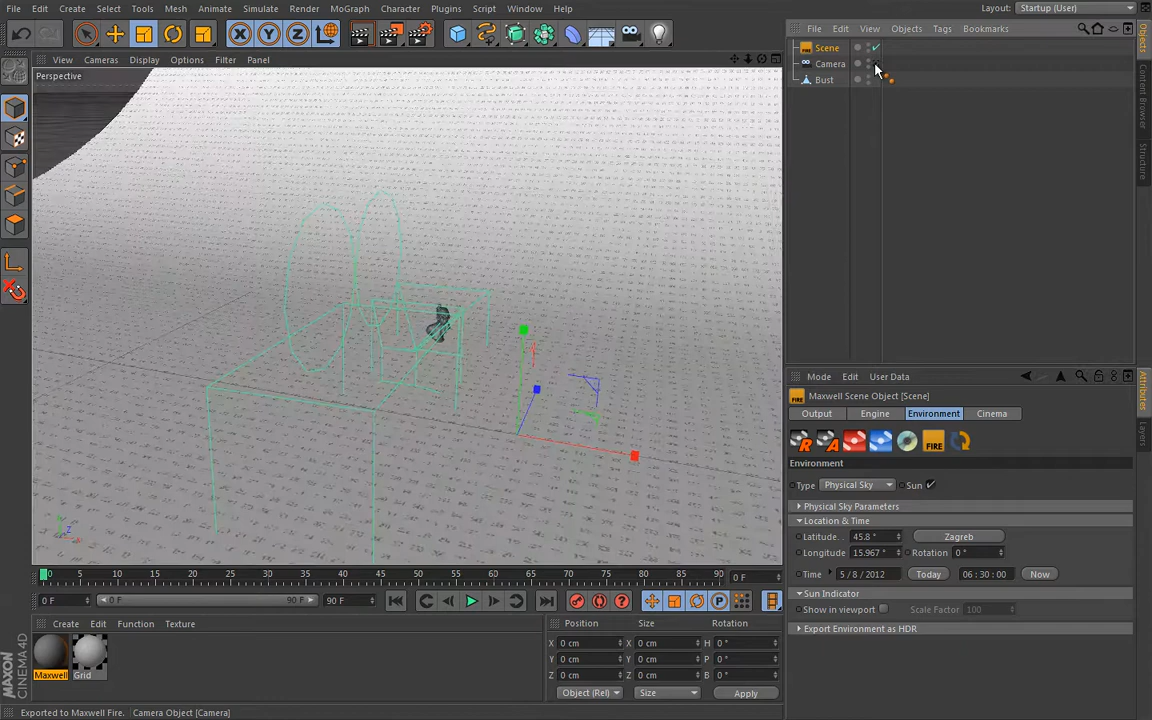 File Edit Create Select Tools Mesh Animate Simulate Render MoGraph Character Plugins Script Window Help Layout: Startup (User)
File Edit View Objects Tags Bookmarks
View Cameras Display Options Filter Panel
Perspective
Scene
Camera
Bust
Objects
Content Browser
Structure
Mode Edit User Data
Maxwell Scene Object [Scene]
Output Engine Environment Cinema
R A FIRE
Environment
Type Physical Sky Sun
Physical Sky Parameters
Location & Time
Latitude. . 45.8 ° Zagreb
Longitude 15.967 ° Rotation 0 °
Time 5 / 8 / 2012 Today 06 : 30 : 00 Now
Sun Indicator
Show in viewport Scale Factor 100
Export Environment as HDR
Attributes
Layers
0 5 10 15 20 25 30 35 40 45 50 55 60 65 70 75 80 85 90 0 F
0 F 0 F 90 F 90 F
Create Edit Function Texture
Maxwell Grid
Position Size Rotation
X 0 cm X 0 cm H 0 °
Y 0 cm Y 0 cm P 0 °
Z 0 cm Z 0 cm B 0 °
Object (Rel) Size Apply
MAXON
CINEMA 4D
Exported to Maxwell Fire. Camera Object [Camera]